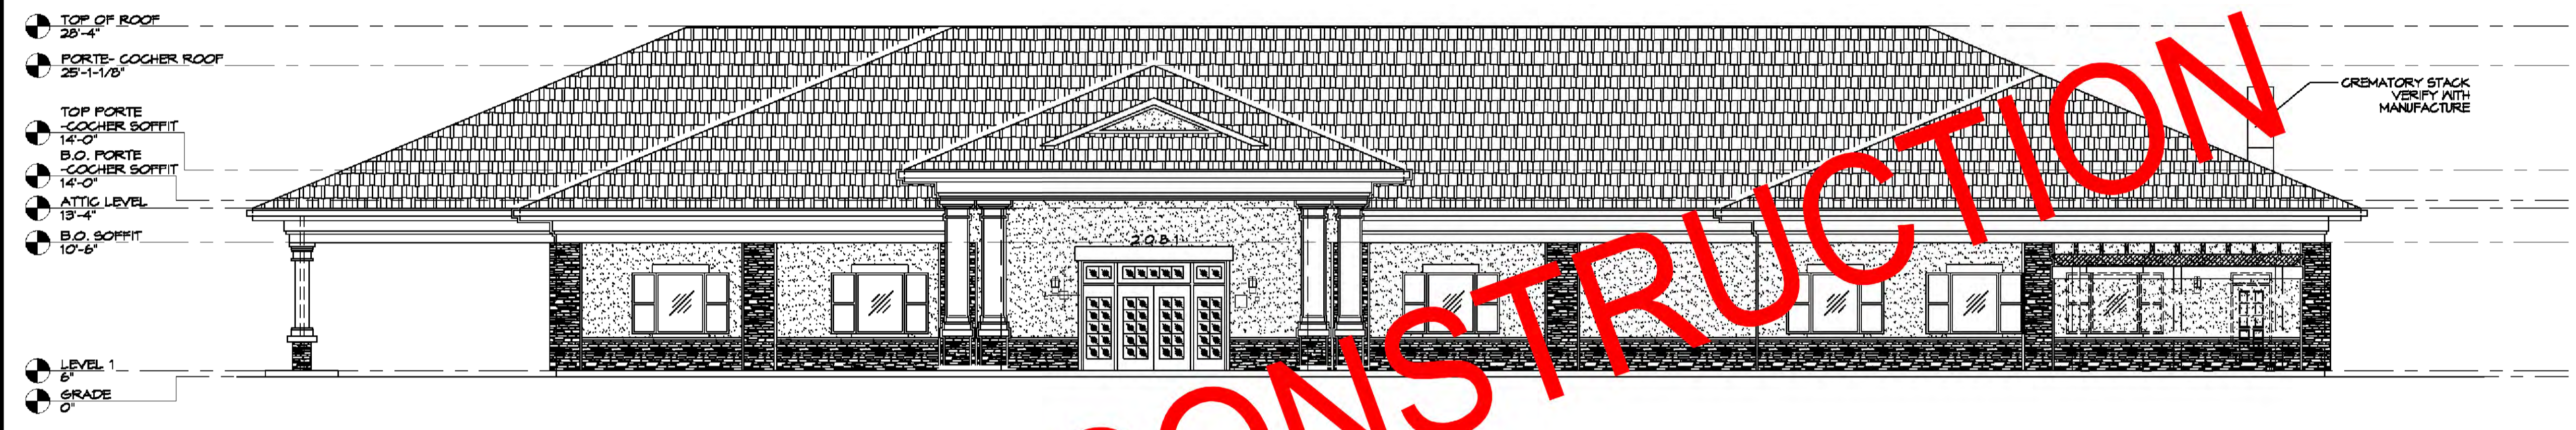 TOP OF ROOF
28'-4"
PORTE- COCHER ROOF
25'-1-1/8"
TOP PORTE
-COCHER SOFFIT
14'-0"
B.O. PORTE
-COCHER SOFFIT
14'-0"
ATTIC LEVEL
13'-4"
B.O. SOFFIT
10'-6"
LEVEL 1
6"
GRADE
0"
2081
CREMATORY STACK
VERIFY WITH
MANUFACTURE
CONSTRUCTION